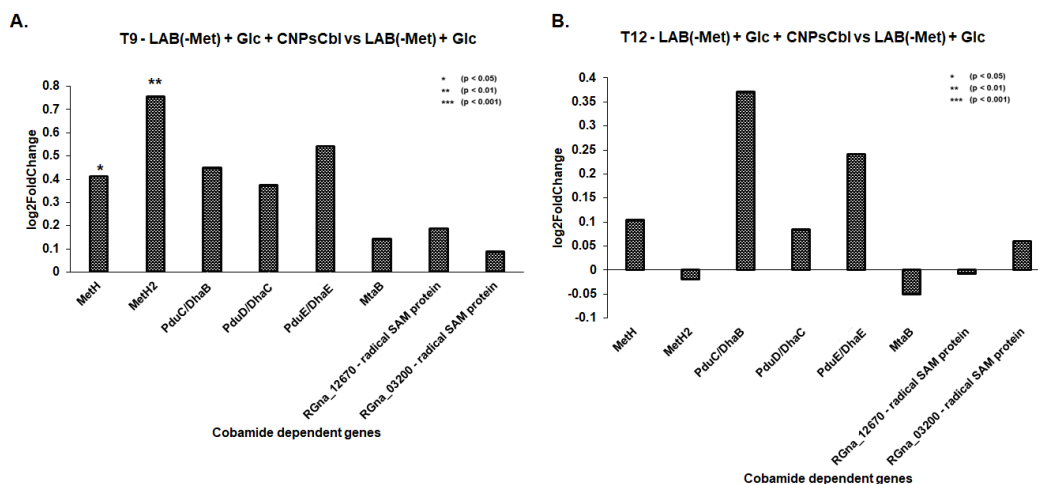 A.
T9 - LAB(-Met) + Glc + CNPsCbl vs LAB(-Met) + Glc
* (p < 0.05)
** (p < 0.01)
*** (p < 0.001)
log2FoldChange
0.8
0.7
0.6
0.5
0.4
0.3
0.2
0.1
0
*
**
MetH
MetH2
PduC/DhaB
PduD/DhaC
PduE/DhaE
MtaB
RGna_12670 - radical SAM protein
RGna_03200 - radical SAM protein
Cobamide dependent genes
B.
T12 - LAB(-Met) + Glc + CNPsCbl vs LAB(-Met) + Glc
* (p < 0.05)
** (p < 0.01)
*** (p < 0.001)
log2FoldChange
0.4
0.35
0.3
0.25
0.2
0.15
0.1
0.05
0
-0.05
-0.1
MetH
MetH2
PduC/DhaB
PduD/DhaC
PduE/DhaE
MtaB
RGna_12670 - radical SAM protein
RGna_03200 - radical SAM protein
Cobamide dependent genes